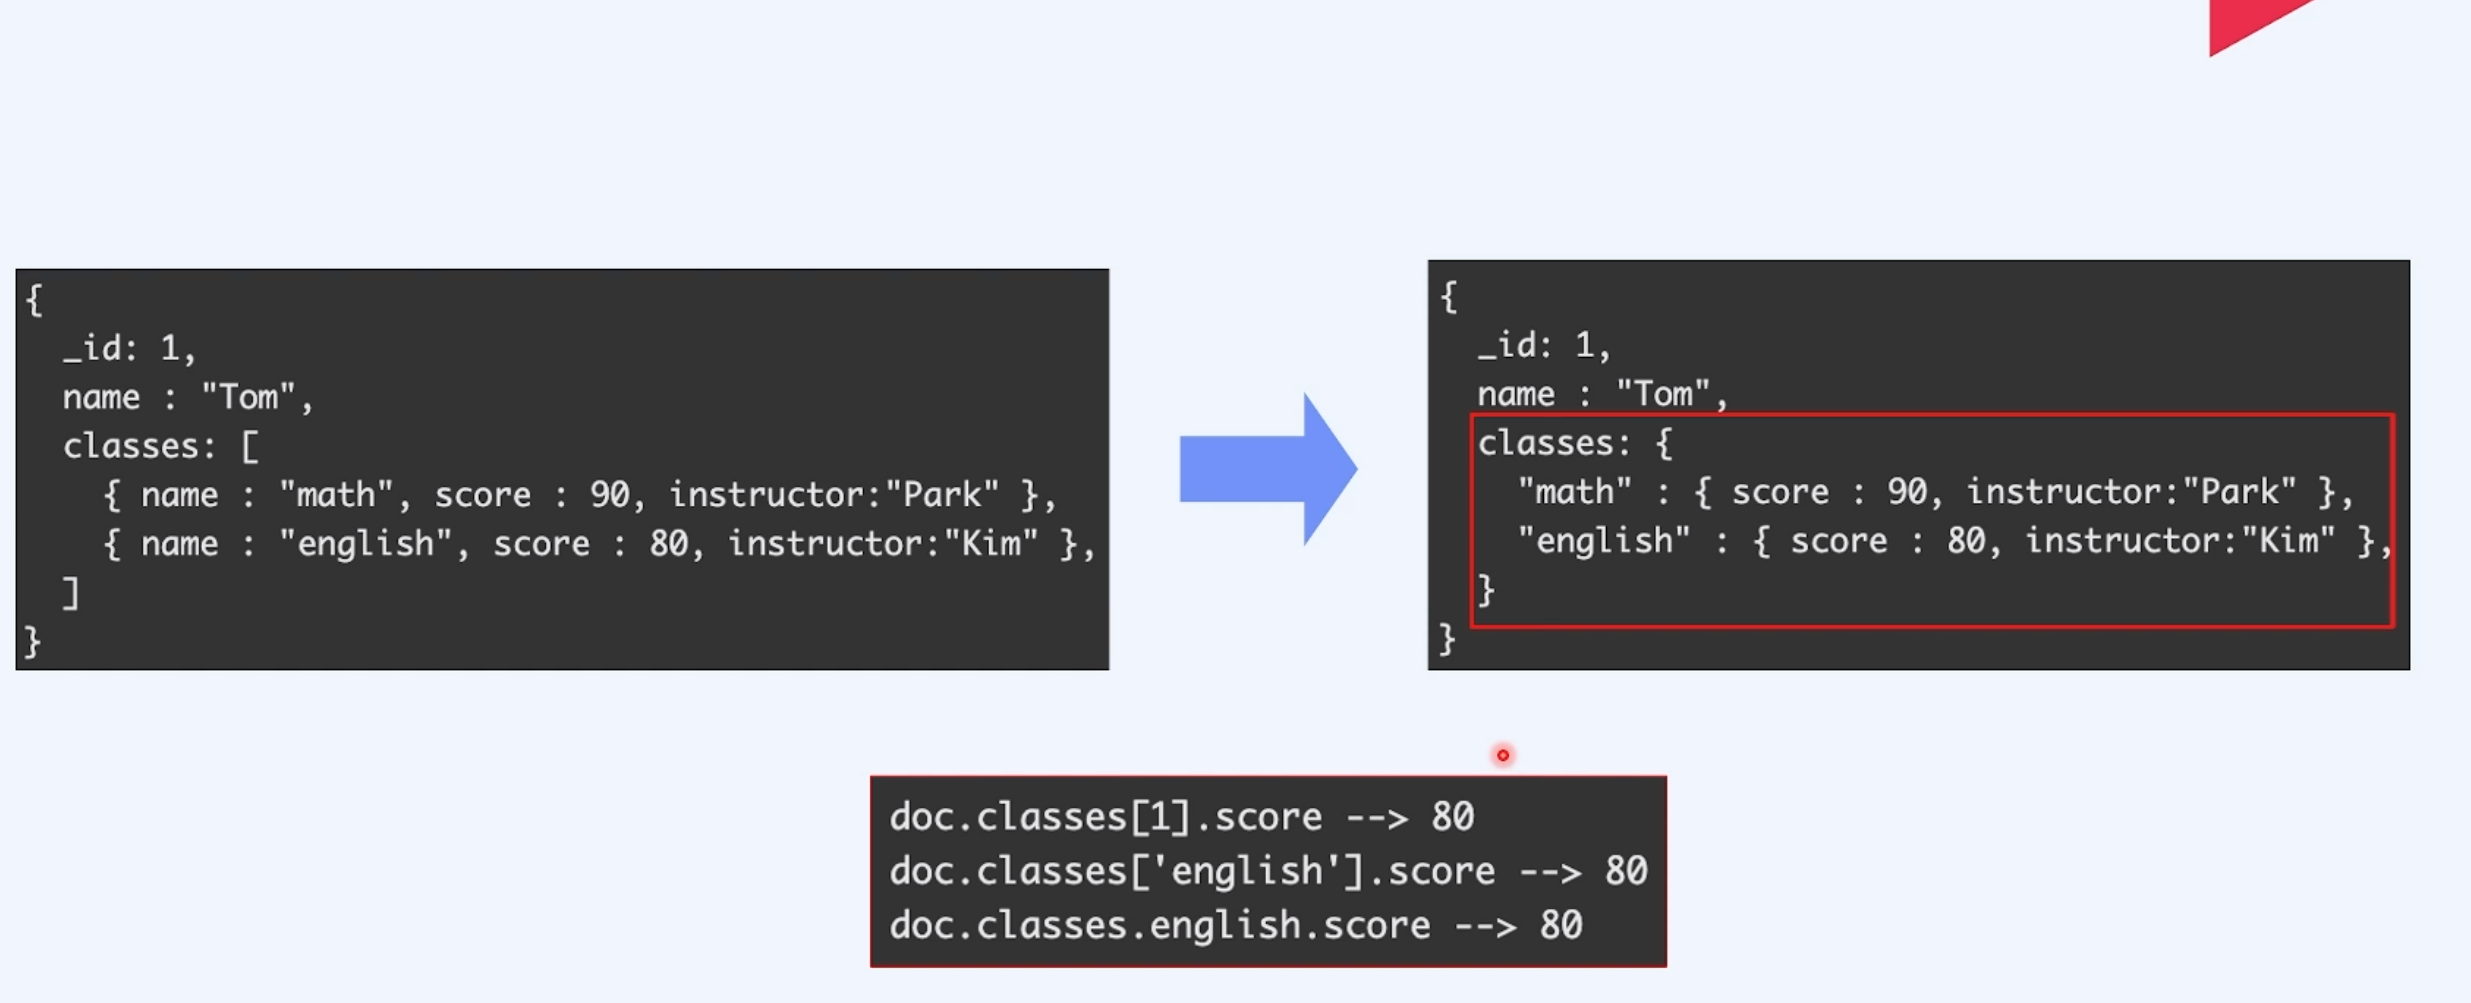 {
  _id: 1,
  name : "Tom",
  classes: [
    { name : "math", score : 90, instructor:"Park" },
    { name : "english", score : 80, instructor:"Kim" },
  ]
}
{
  _id: 1,
  name : "Tom",
  classes: {
    "math" : { score : 90, instructor:"Park" },
    "english" : { score : 80, instructor:"Kim" },
  }
}
doc.classes[1].score --> 80
doc.classes['english'].score --> 80
doc.classes.english.score --> 80